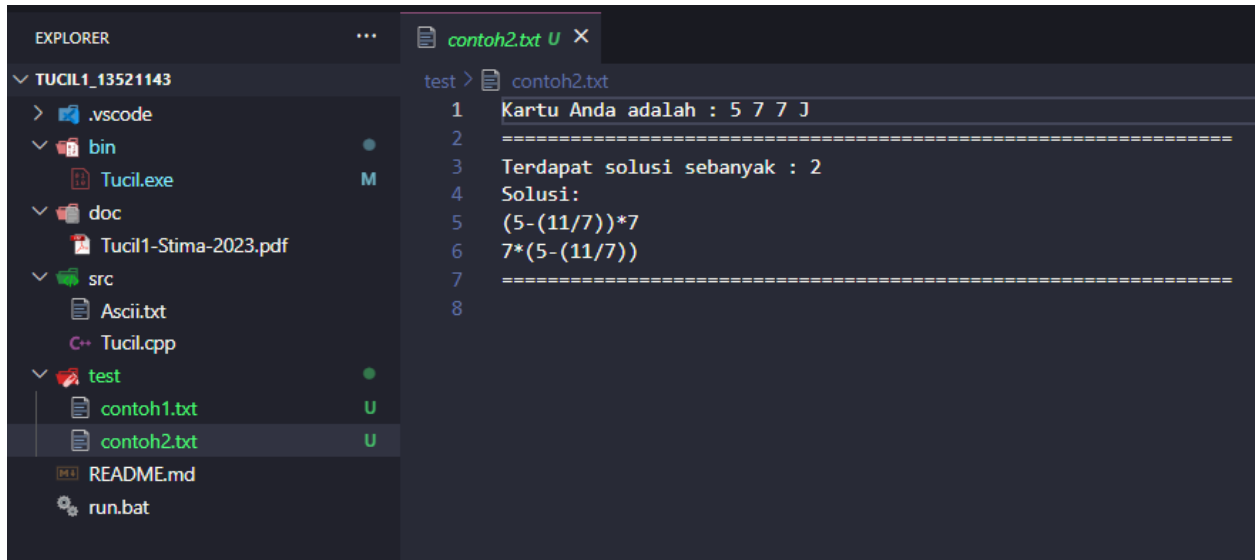 EXPLORER
...
TUCIL1_13521143
.vscode
bin
Tucil.exe M
doc
Tucil1-Stima-2023.pdf
src
Ascii.txt
Tucil.cpp
test
contoh1.txt U
contoh2.txt U
README.md
run.bat
contoh2.txt U ×
test > contoh2.txt
1 Kartu Anda adalah : 5 7 7 J
2 ===============================================================
3 Terdapat solusi sebanyak : 2
4 Solusi:
5 (5-(11/7))*7
6 7*(5-(11/7))
7 ===============================================================
8